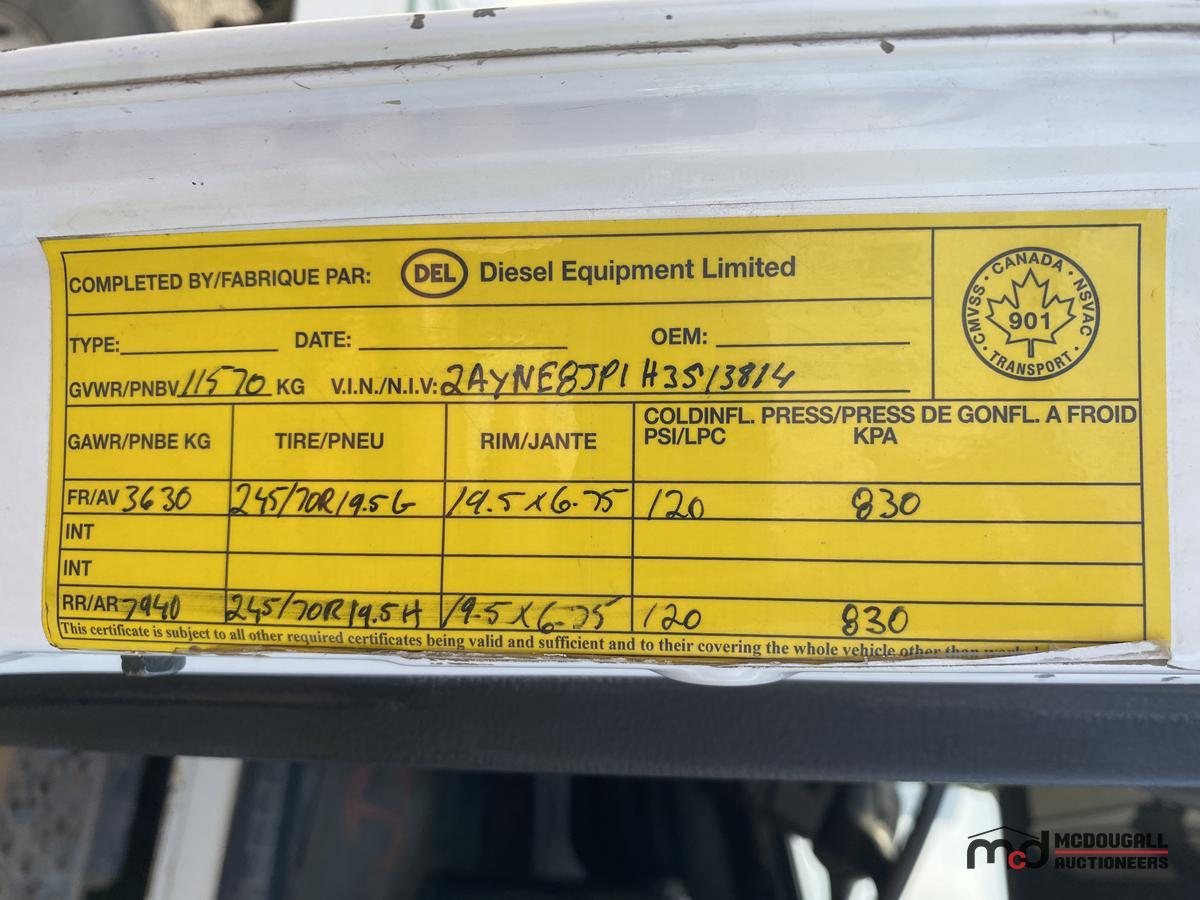 COMPLETED BY/FABRIQUE PAR: DEL Diesel Equipment Limited
CMVSS · CANADA · NSVAC
901
TRANSPORT
TYPE: DATE: OEM:
GVWR/PNBV 11570 KG V.I.N./N.I.V: 2AYNE8JP1H3S13814
GAWR/PNBE KG TIRE/PNEU RIM/JANTE COLDINFL. PRESS/PRESS DE GONFL. A FROID
PSI/LPC KPA
FR/AV 3630 245/70R19.5G 19.5X6.75 120 830
INT
INT
RR/AR 7940 245/70R19.5H 19.5X6.75 120 830
This certificate is subject to all other required certificates being valid and sufficient and to their covering the whole vehicle other than
mcd MCDOUGALL
AUCTIONEERS